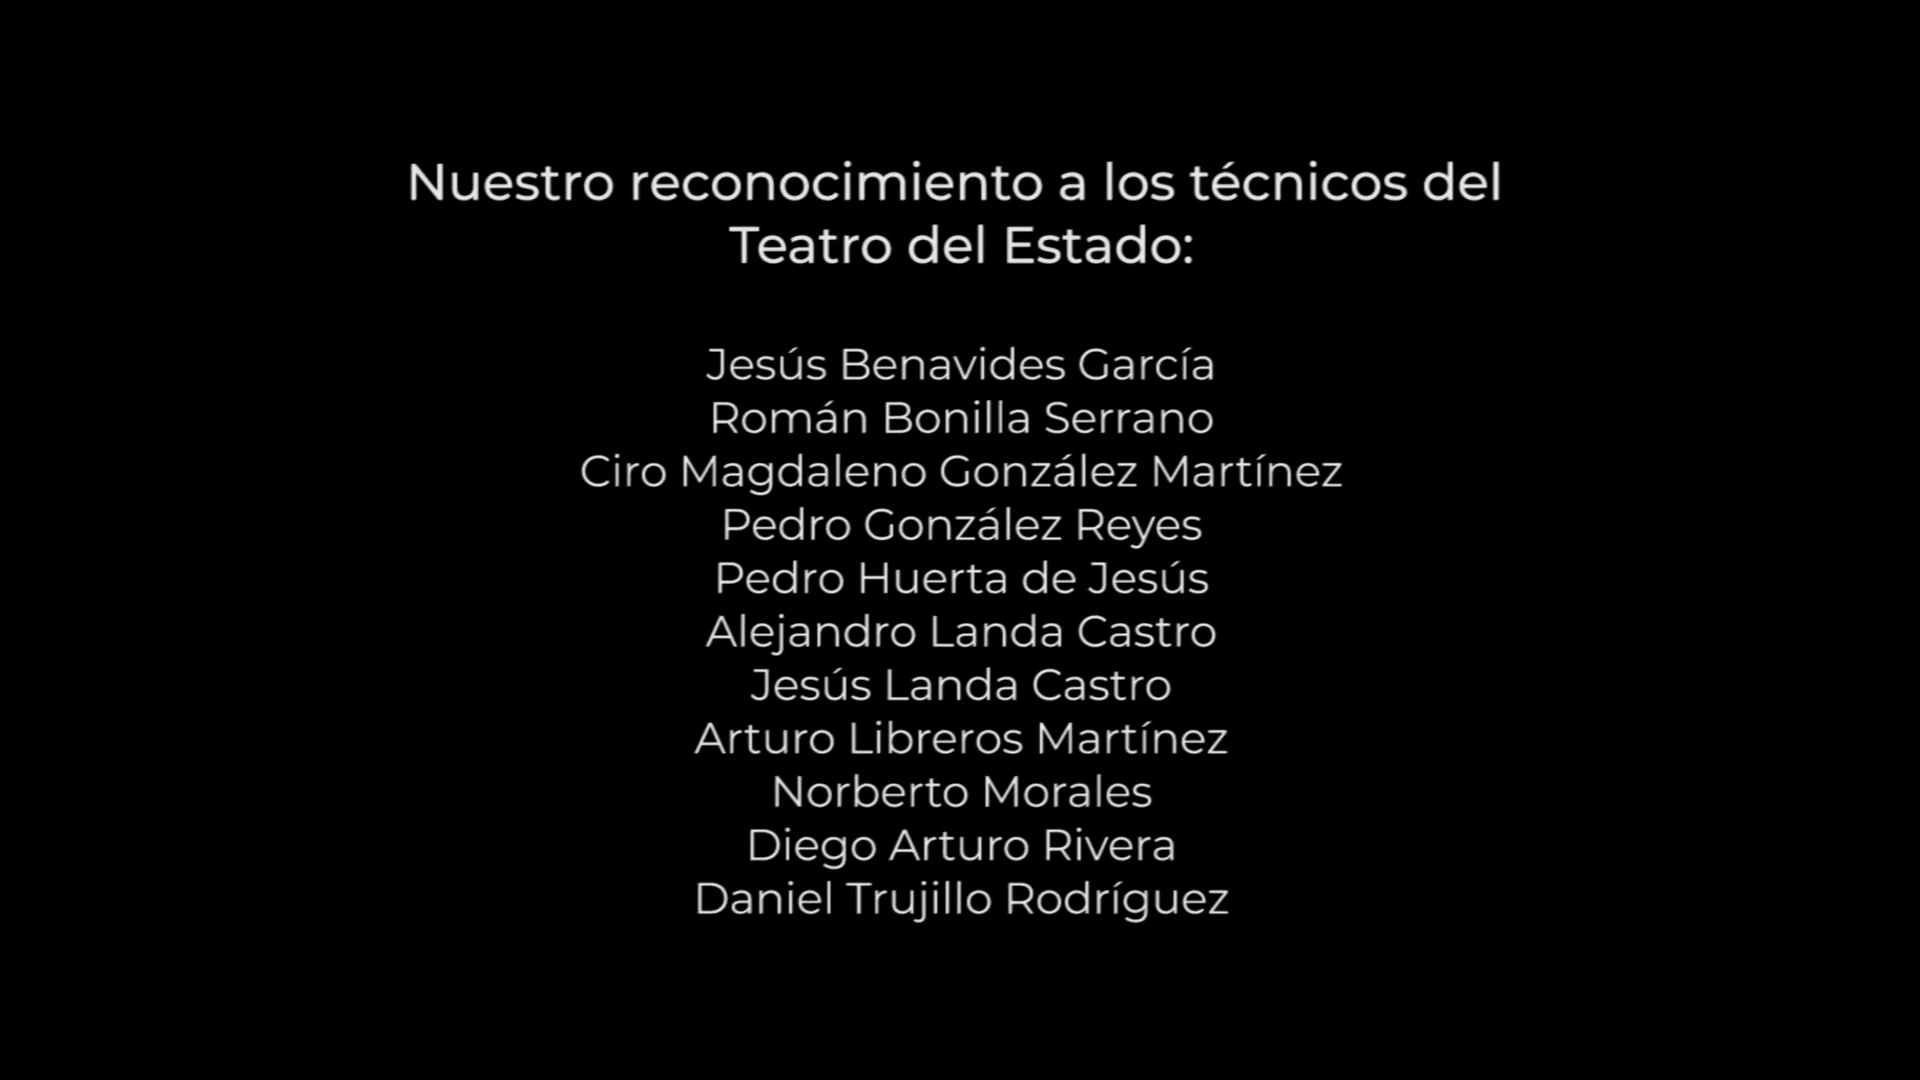 Nuestro reconocimiento a los técnicos del
Teatro del Estado:
Jesús Benavides García
Román Bonilla Serrano
Ciro Magdaleno González Martínez
Pedro González Reyes
Pedro Huerta de Jesús
Alejandro Landa Castro
Jesús Landa Castro
Arturo Libreros Martínez
Norberto Morales
Diego Arturo Rivera
Daniel Trujillo Rodríguez